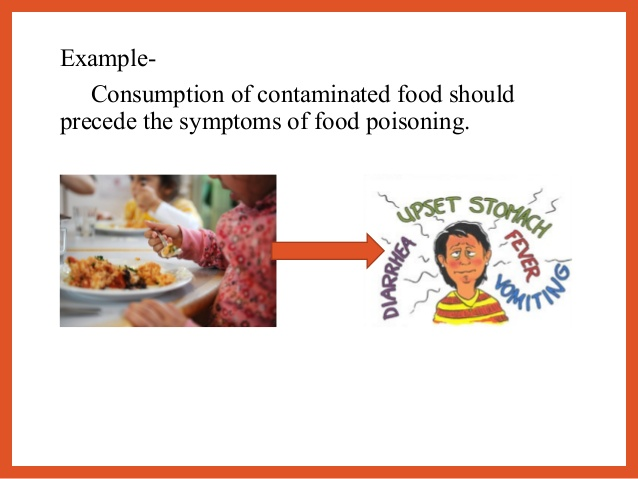 Example-
Consumption of contaminated food should
precede the symptoms of food poisoning.
UPSET STOMACH
DIARRHEA
FEVER
VOMITING